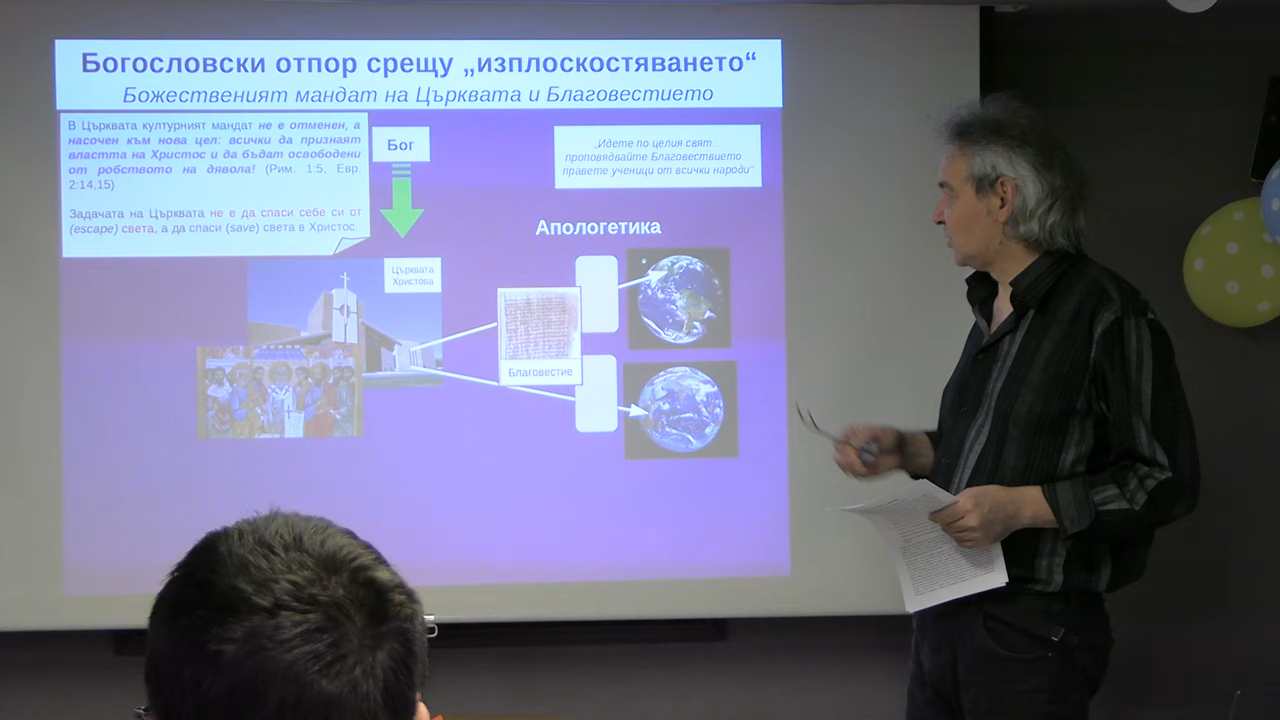 Богословски отпор срещу „изплоскостяването“
Божественият мандат на Църквата и Благовестието
В Църквата културният мандат не е отменен, а
насочен към нова цел: всички да признаят
властта на Христос и да бъдат освободени
от робството на дявола! (Рим. 1:5, Евр.
2:14,15)
Задачата на Църквата не е да спаси себе си от
(escape) света, а да спаси (save) света в Христос.
Бог
„Идете по целия свят...
проповядвайте Благовествието...
правете ученици от всички народи“
Апологетика
Църквата
Христова
Благовестие